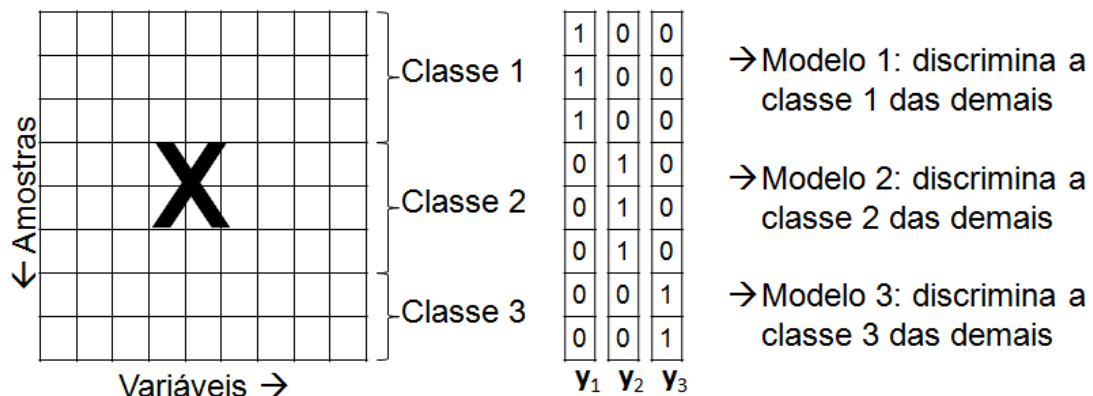 ← Amostras
X
Variáveis →
Classe 1
Classe 2
Classe 3
1 0 0
1 0 0
1 0 0
0 1 0
0 1 0
0 1 0
0 0 1
0 0 1
y₁ y₂ y₃
→ Modelo 1: discrimina a
classe 1 das demais
→ Modelo 2: discrimina a
classe 2 das demais
→ Modelo 3: discrimina a
classe 3 das demais